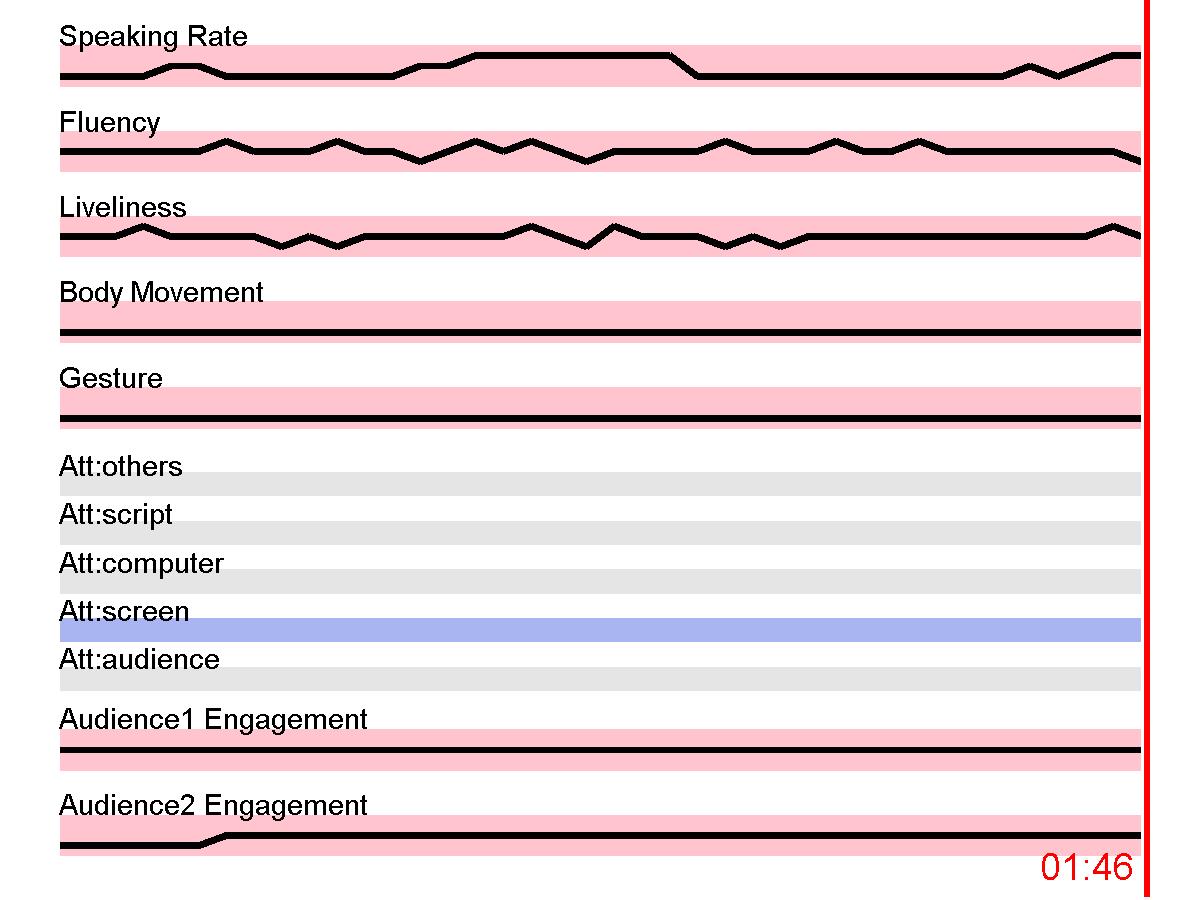 Speaking Rate
Fluency
Liveliness
Body Movement
Gesture
Att:others
Att:script
Att:computer
Att:screen
Att:audience
Audience1 Engagement
Audience2 Engagement
01:46